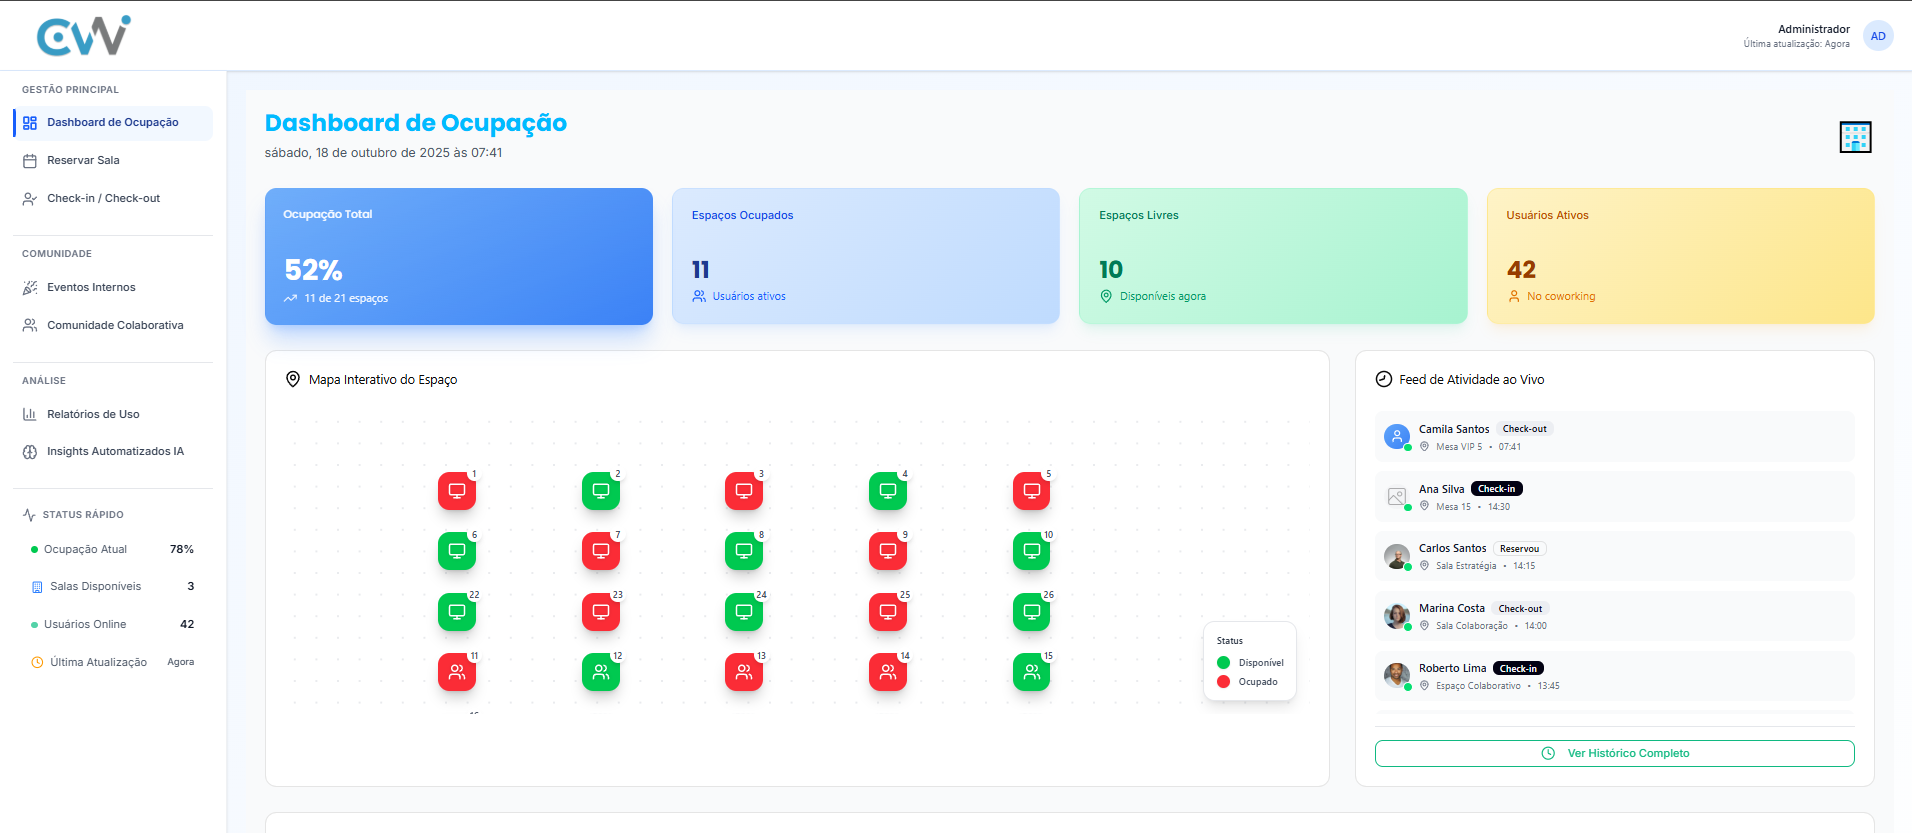 CWi
Administrador
Última atualização: Agora
AD
GESTÃO PRINCIPAL
Dashboard de Ocupação
Reservar Sala
Check-in / Check-out
COMUNIDADE
Eventos Internos
Comunidade Colaborativa
ANÁLISE
Relatórios de Uso
Insights Automatizados IA
STATUS RÁPIDO
Ocupação Atual 78%
Salas Disponíveis 3
Usuários Online 42
Última Atualização Agora
Dashboard de Ocupação
sábado, 18 de outubro de 2025 às 07:41
Ocupação Total
52%
11 de 21 espaços
Espaços Ocupados
11
Usuários ativos
Espaços Livres
10
Disponíveis agora
Usuários Ativos
42
No coworking
Mapa Interativo do Espaço
1 2 3 4 5
6 7 8 9 10
22 23 24 25 26
11 12 13 14 15
Status
Disponível
Ocupado
Feed de Atividade ao Vivo
Camila Santos Check-out
Mesa VIP 5 • 07:41
Ana Silva Check-in
Mesa 15 • 14:30
Carlos Santos Reservou
Sala Estratégia • 14:15
Marina Costa Check-out
Sala Colaboração • 14:00
Roberto Lima Check-in
Espaço Colaborativo • 13:45
Ver Histórico Completo